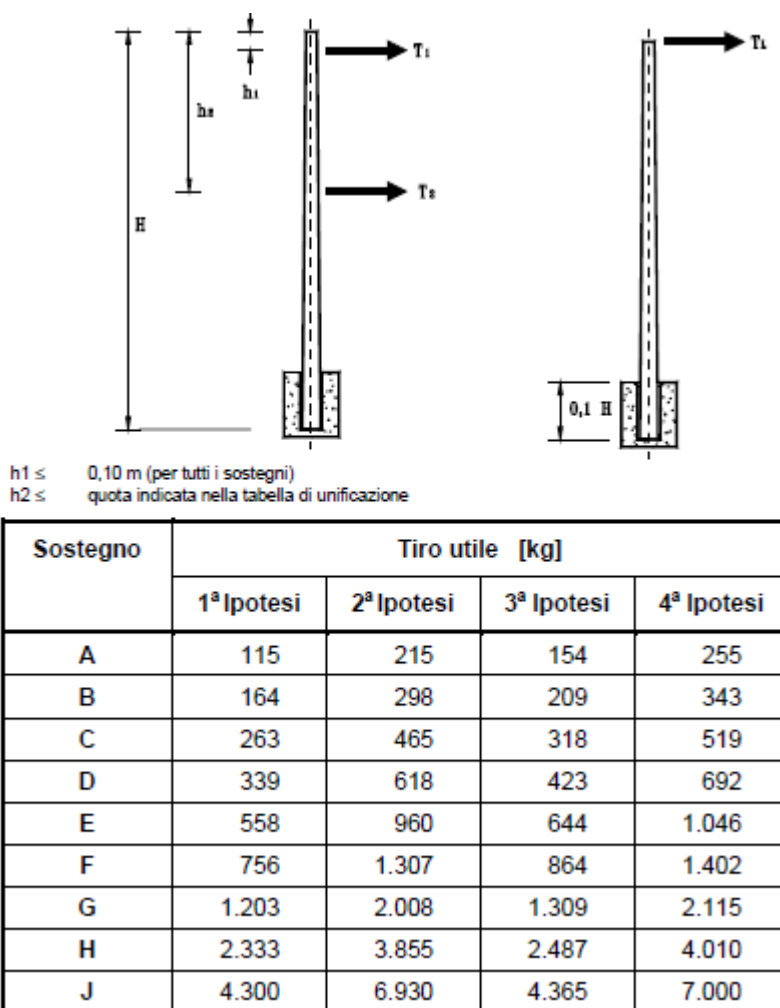 T₁
h₁
h₂
T₂
H
T₁
0,1 H
h1 ≤ 0,10 m (per tutti i sostegni)
h2 ≤ quota indicata nella tabella di unificazione
Sostegno Tiro utile [kg]
1ª Ipotesi 2ª Ipotesi 3ª Ipotesi 4ª Ipotesi
A 115 215 154 255
B 164 298 209 343
C 263 465 318 519
D 339 618 423 692
E 558 960 644 1.046
F 756 1.307 864 1.402
G 1.203 2.008 1.309 2.115
H 2.333 3.855 2.487 4.010
J 4.300 6.930 4.365 7.000